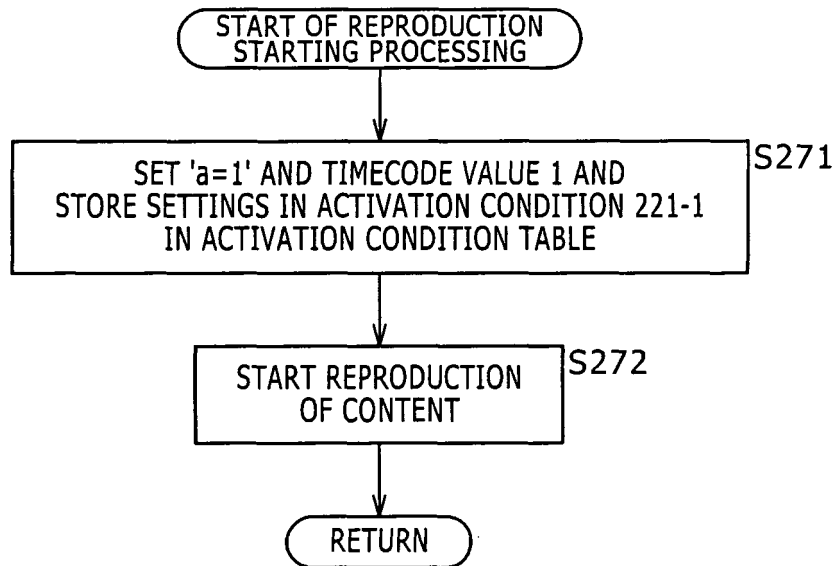 START OF REPRODUCTION
STARTING PROCESSING
S271
SET 'a=1' AND TIMECODE VALUE 1 AND
STORE SETTINGS IN ACTIVATION CONDITION 221-1
IN ACTIVATION CONDITION TABLE
S272
START REPRODUCTION
OF CONTENT
RETURN